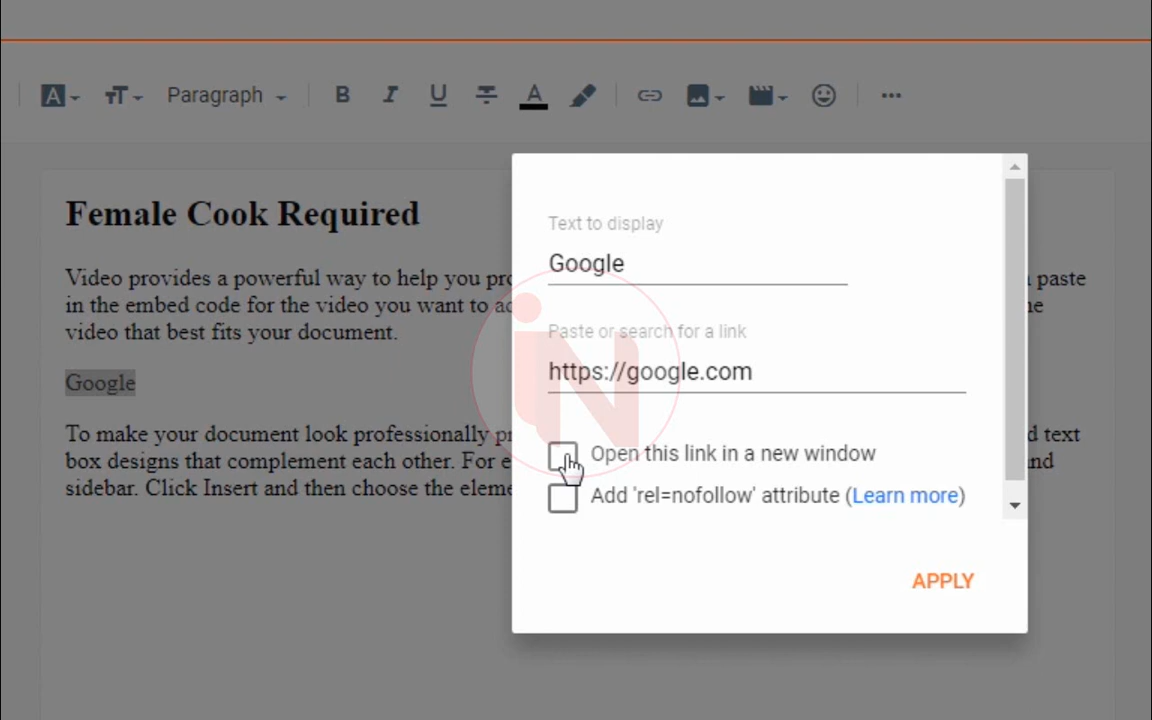 A
TT
Paragraph
B
I
U
A
Female Cook Required
Video provides a powerful way to help you pr
paste
in the embed code for the video you want to a
video that best fits your document.
Google
To make your document look professionally p
d text
box designs that complement each other. For e
sidebar. Click Insert and then choose the eleme
Text to display
Google
Paste or search for a link
https://google.com
Open this link in a new window
Add 'rel=nofollow' attribute (Learn more)
APPLY
iN